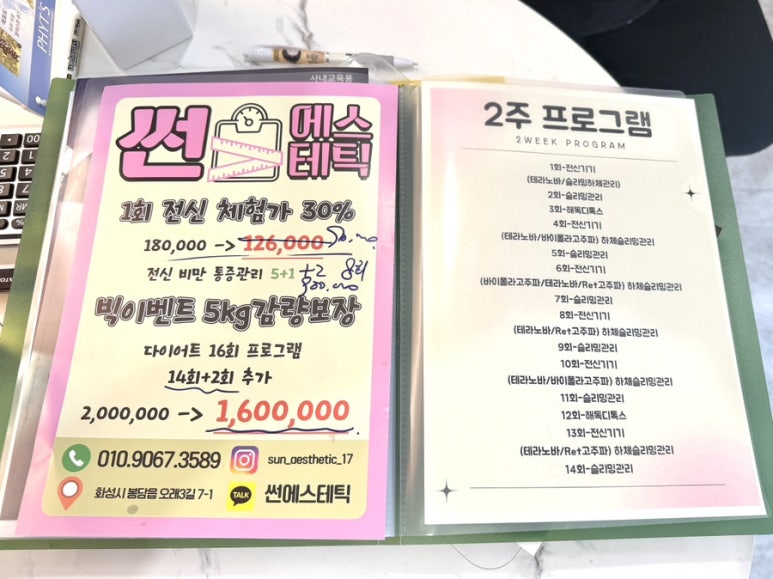 PHYT'S
사내교육용
썬 에스테틱
1회 전신 체험가 30%
180,000 -> 126,000
전신 비만 통증관리 5+1 +2 8회
900.000
빅이벤트 5kg감량보장
다이어트 16회 프로그램
14회+2회 추가
2,000,000 -> 1,600,000
010.9067.3589 sun_aesthetic_17
화성시 봉담읍 오래3길 7-1 TALK 썬에스테틱
2주 프로그램
2WEEK PROGRAM
1회-전신기기
(테라노바/슬리밍하체관리)
2회-슬리밍관리
3회-해독디톡스
4회-전신기기
(테라노바/바이폴라고주파) 하체슬리밍관리
5회-슬리밍관리
6회-전신기기
(바이폴라고주파/테라노바/Ret고주파) 하체슬리밍관리
7회-슬리밍관리
8회-전신기기
(테라노바/Ret고주파) 하체슬리밍관리
9회-슬리밍관리
10회-전신기기
(테라노바/바이폴라고주파) 하체슬리밍관리
11회-슬리밍관리
12회-해독디톡스
13회-전신기기
(테라노바/Ret고주파) 하체슬리밍관리
14회-슬리밍관리